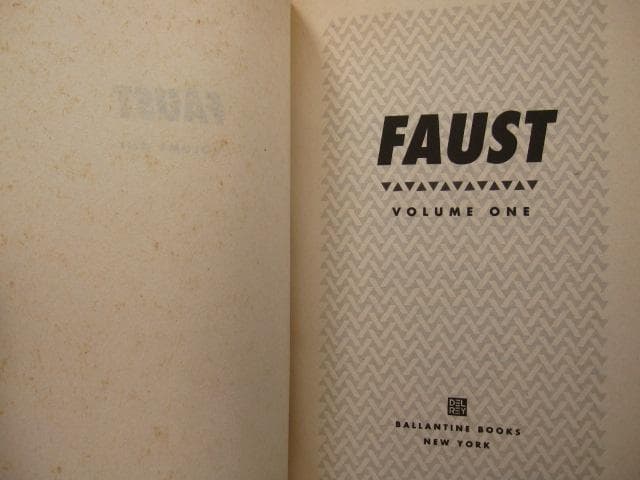 FAUST
VOLUME ONE
DEL
REY
BALLANTINE BOOKS
NEW YORK